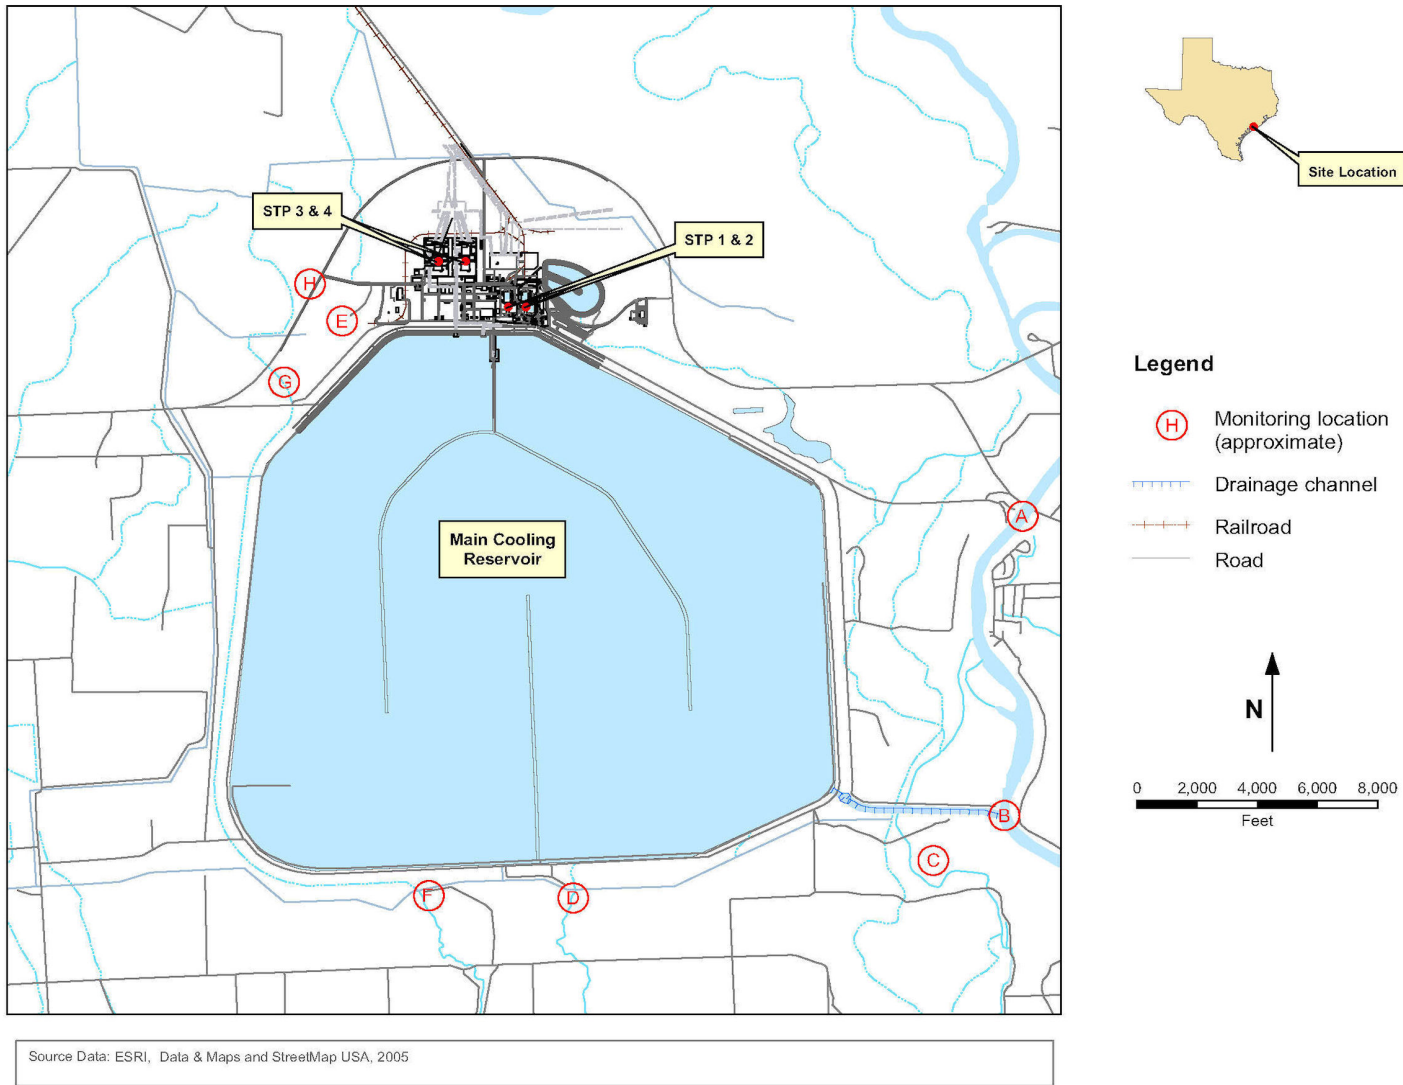 STP 3 & 4
STP 1 & 2
H
E
G
Main Cooling
Reservoir
A
B
C
F
D
Site Location
Legend
H
Monitoring location
(approximate)
Drainage channel
Railroad
Road
N
0 2,000 4,000 6,000 8,000
Feet
Source Data: ESRI, Data & Maps and StreetMap USA, 2005